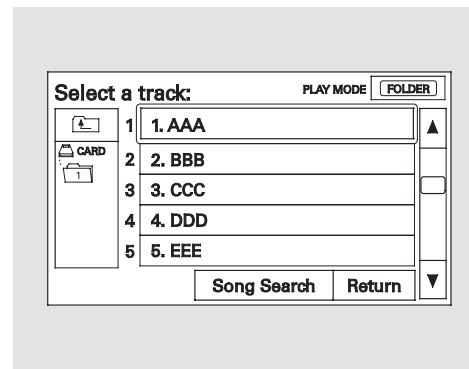 Select a track: PLAY MODE FOLDER
1 1. AAA
CARD
1
2 2. BBB
3 3. CCC
4 4. DDD
5 5. EEE
Song Search Return